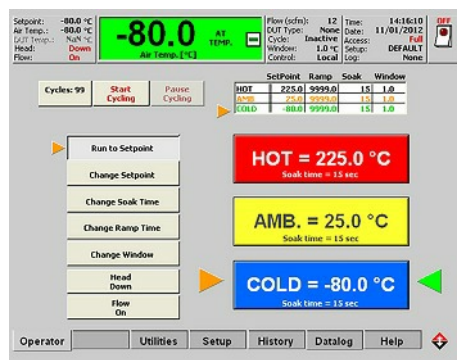 Setpoint: -80.0 °C
Air Temp.: -80.0 °C
DUT Temp.: NaN °C
Head: Down
Flow: On
-80.0 AT TEMP.
Air Temp. [°C]
Flow (scfm): 12
DUT Type: None
Cycle: Inactive
Window: 1.0 °C
Control: Local
Time: 14:16:10
Date: 11/01/2012
Access: Full
Setup: DEFAULT
Log: None
OFF
Cycles: 99
Start Cycling
Pause Cycling
SetPoint Ramp Soak Window
HOT 225.0 9999.0 15 1.0
AMB 25.0 9999.0 15 1.0
COLD -80.0 9999.0 15 1.0
Run to Setpoint
Change Setpoint
Change Soak Time
Change Ramp Time
Change Window
Head
Down
Flow
On
HOT = 225.0 °C
Soak time = 15 sec
AMB. = 25.0 °C
Soak time = 15 sec
COLD = -80.0 °C
Soak time = 15 sec
Operator Utilities Setup History Datalog Help